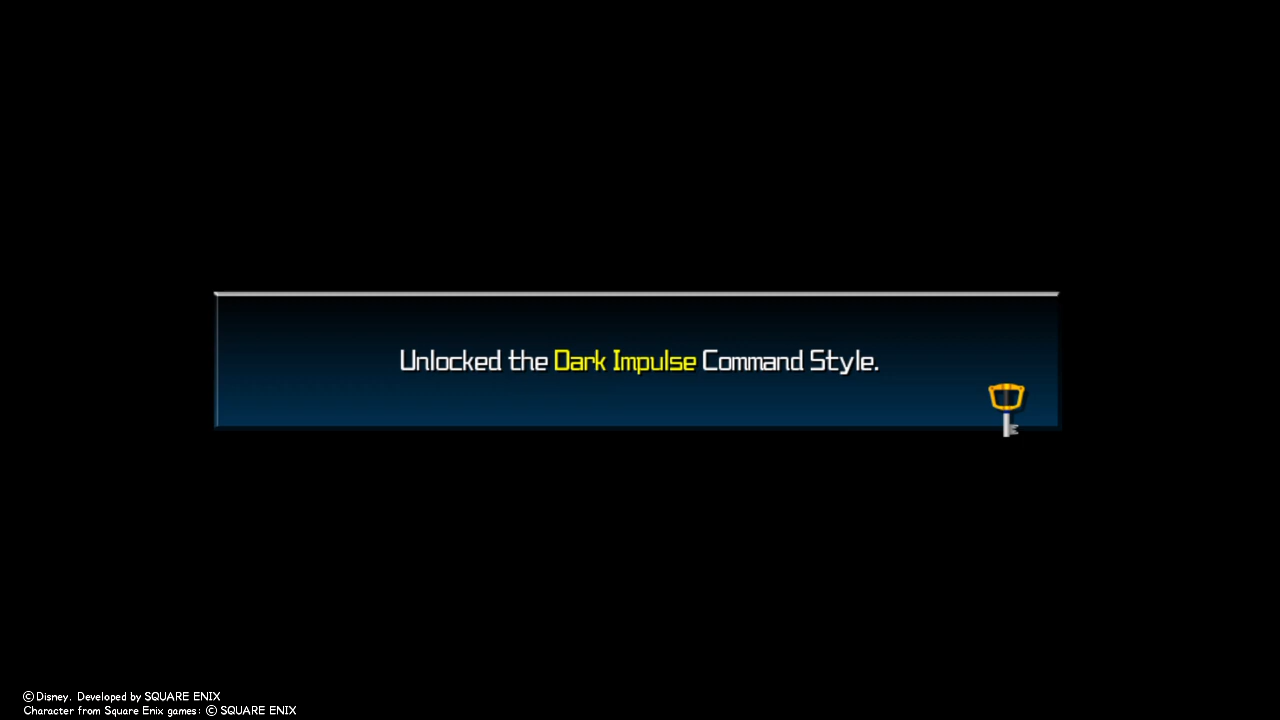 Unlocked the Dark Impulse Command Style.
©Disney. Developed by SQUARE ENIX
Character from Square Enix games: © SQUARE ENIX